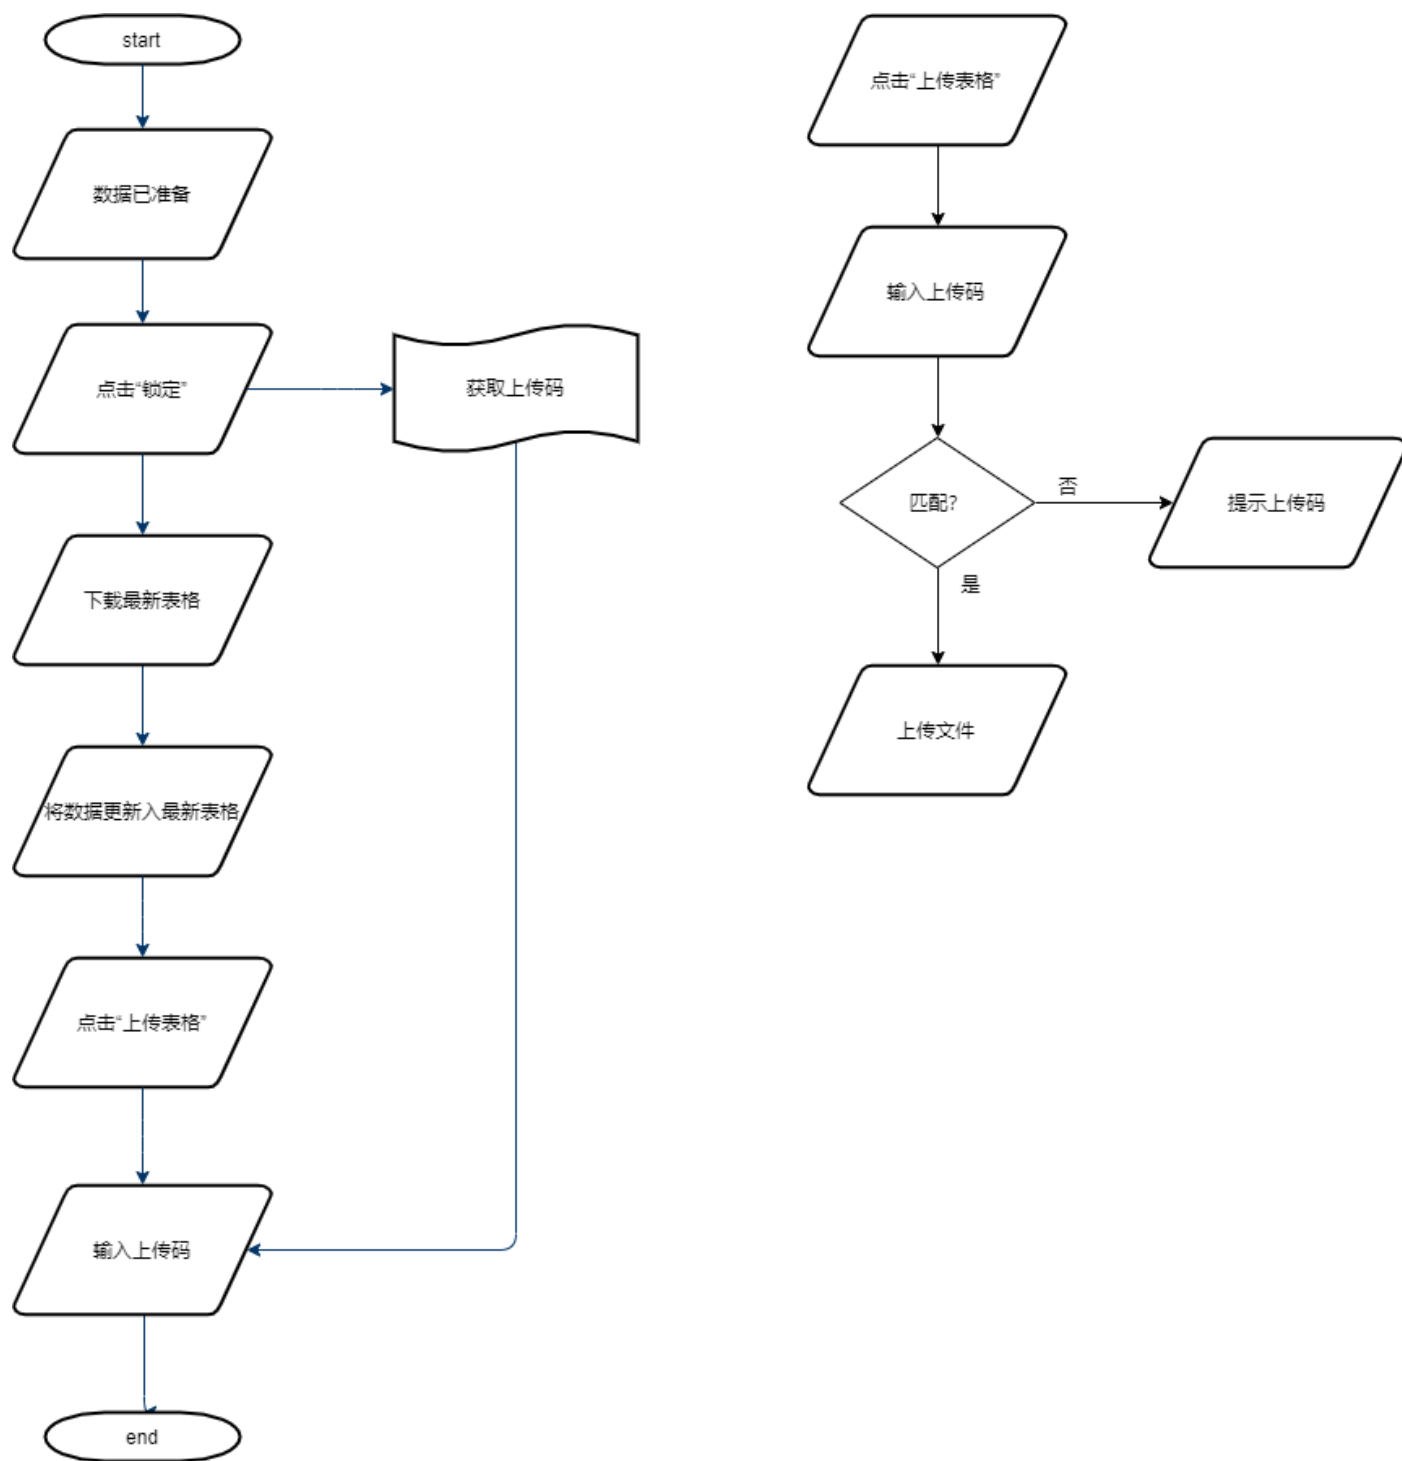 start
数据已准备
点击“锁定”
获取上传码
下载最新表格
将数据更新入最新表格
点击“上传表格”
输入上传码
end
点击“上传表格”
输入上传码
匹配?
否
提示上传码
是
上传文件